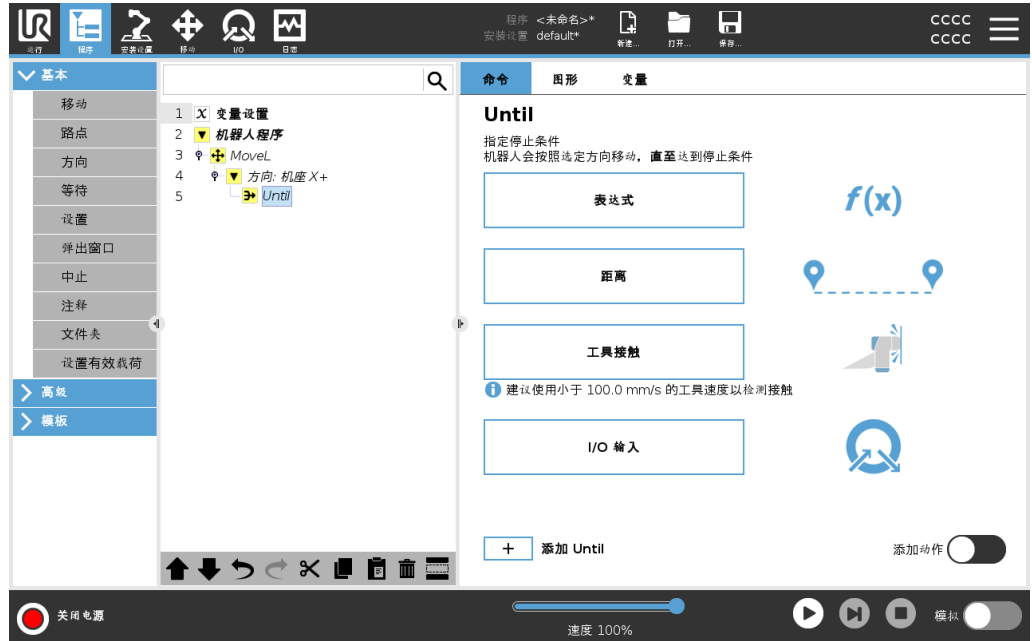 UR
程序 <未命名>*
安装设置 default*
新建...
打开...
保存...
CCCC
CCCC
运行
程序
安装设置
移动
I/O
日志
基本
移动
路点
方向
等待
设置
弹出窗口
中止
注释
文件夹
设置有效载荷
高级
模板
1 X 变量设置
2 机器人程序
3 MoveL
4 方向: 机座 X+
5 Until
命令
图形
变量
Until
指定停止条件
机器人会按照选定方向移动，直至达到停止条件
表达式
f(x)
距离
工具接触
建议使用小于 100.0 mm/s 的工具速度以检测接触
I/O 输入
+ 添加 Until
添加动作
关闭电源
速度 100%
模拟